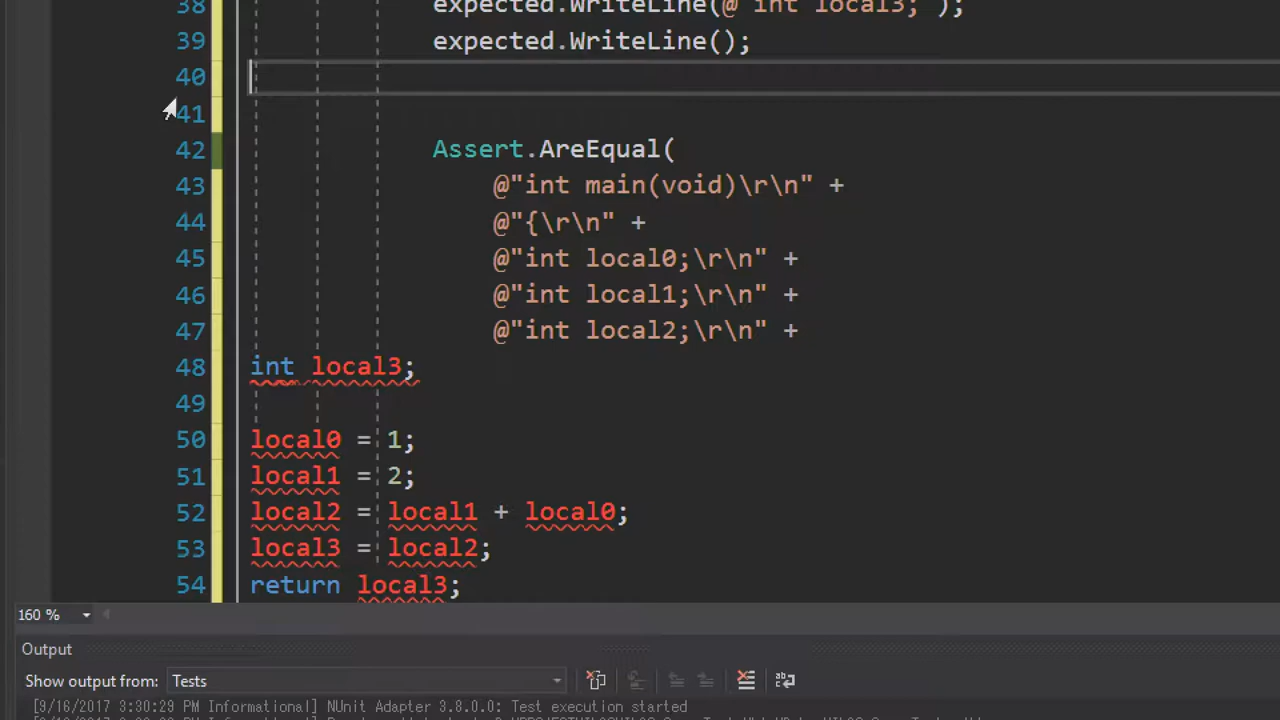 38 expected.WriteLine(@"int local3;");
39 expected.WriteLine();
40
41
42 Assert.AreEqual(
43 @"int main(void)\r\n" +
44 @"{\r\n" +
45 @"int local0;\r\n" +
46 @"int local1;\r\n" +
47 @"int local2;\r\n" +
48 int local3;
49
50 local0 = 1;
51 local1 = 2;
52 local2 = local1 + local0;
53 local3 = local2;
54 return local3;
160 %
Output
Show output from: Tests
[9/16/2017 3:30:29 PM Informational] NUnit Adapter 3.8.0.0: Test execution started